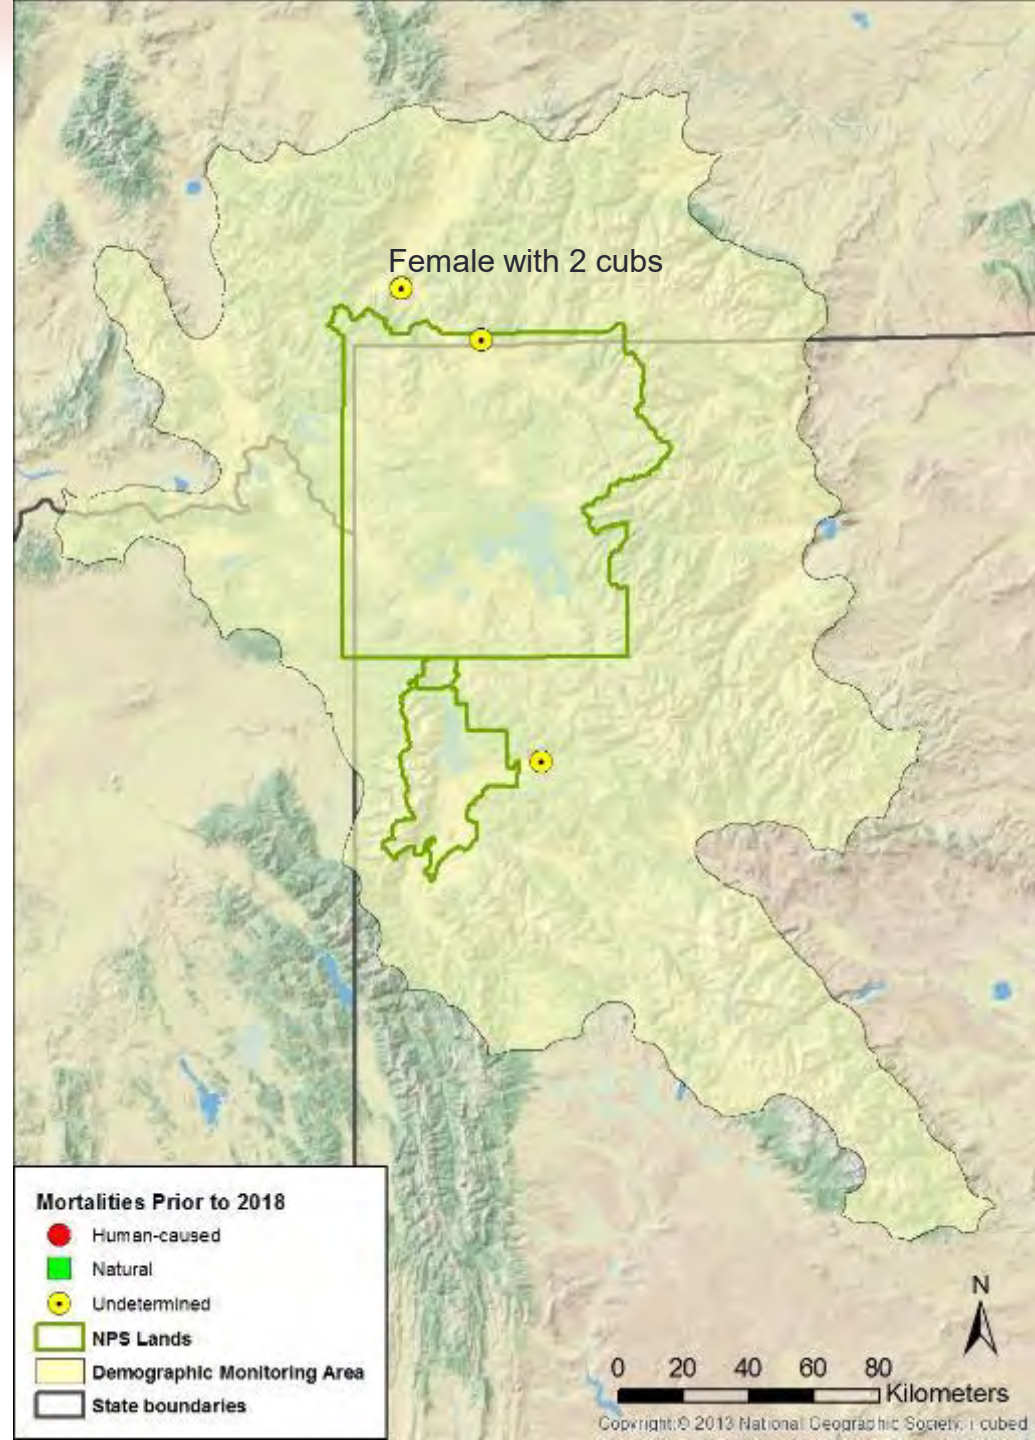 Female with 2 cubs
Mortalities Prior to 2018
Human-caused
Natural
Undetermined
NPS Lands
Demographic Monitoring Area
State boundaries
N
0 20 40 60 80
Kilometers
Copyright:© 2013 National Geographic Society, i-cubed